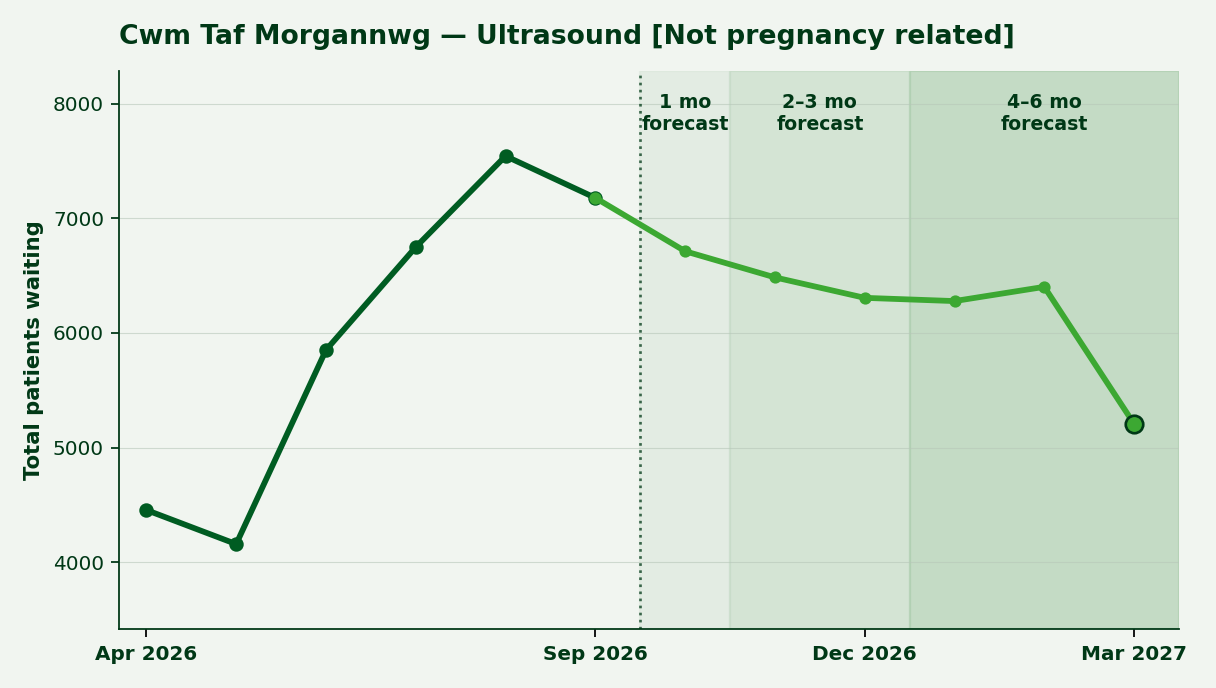 Cwm Taf Morgannwg — Ultrasound [Not pregnancy related]
1 mo
forecast
2–3 mo
forecast
4–6 mo
forecast
Total patients waiting
8000
7000
6000
5000
4000
Apr 2026
Sep 2026
Dec 2026
Mar 2027